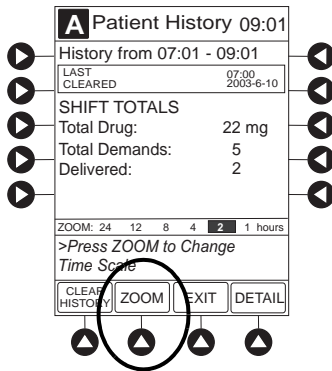 A Patient History 09:01
History from 07:01 - 09:01
LAST CLEARED 07:00 2003-6-10
SHIFT TOTALS
Total Drug: 22 mg
Total Demands: 5
Delivered: 2
ZOOM: 24 12 8 4 2 1 hours
>Press ZOOM to Change
Time Scale
CLEAR HISTORY ZOOM EXIT DETAIL